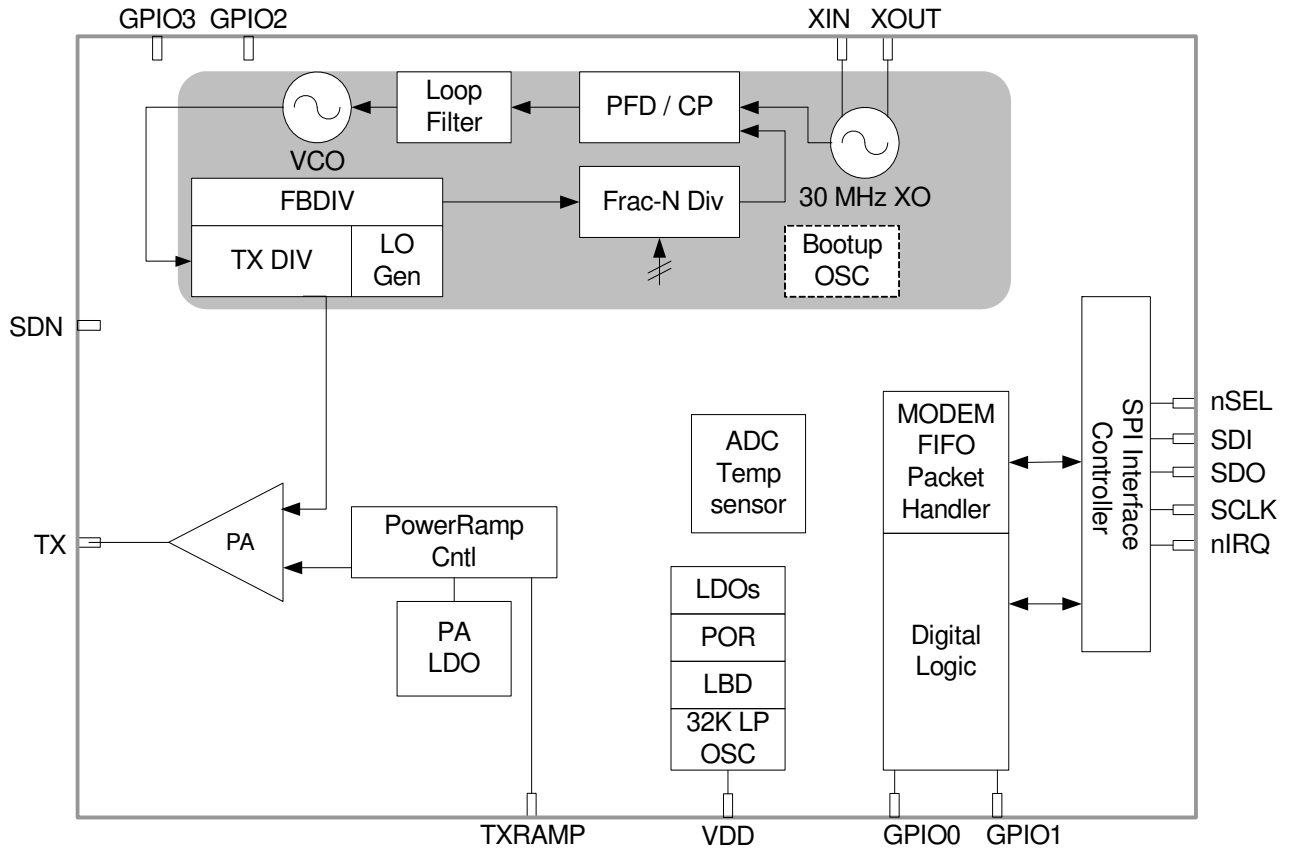 GPIO3 GPIO2
XIN XOUT
Loop
Filter
PFD / CP
VCO
30 MHz XO
FBDIV
Frac-N Div
TX DIV
LO
Gen
Bootup
OSC
SDN
TX
PA
PowerRamp
Cntl
PA
LDO
ADC
Temp
sensor
LDOs
POR
LBD
32K LP
OSC
MODEM
FIFO
Packet
Handler
Digital
Logic
SPI Interface
Controller
nSEL
SDI
SDO
SCLK
nIRQ
TXRAMP
VDD
GPIO0
GPIO1